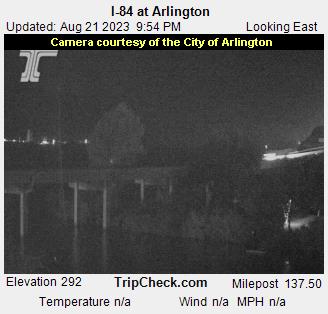 I-84 at Arlington
Updated: Aug 21 2023 9:54 PM Looking East
Camera courtesy of the City of Arlington
Elevation 292 TripCheck.com Milepost 137.50
Temperature n/a Wind n/a MPH n/a